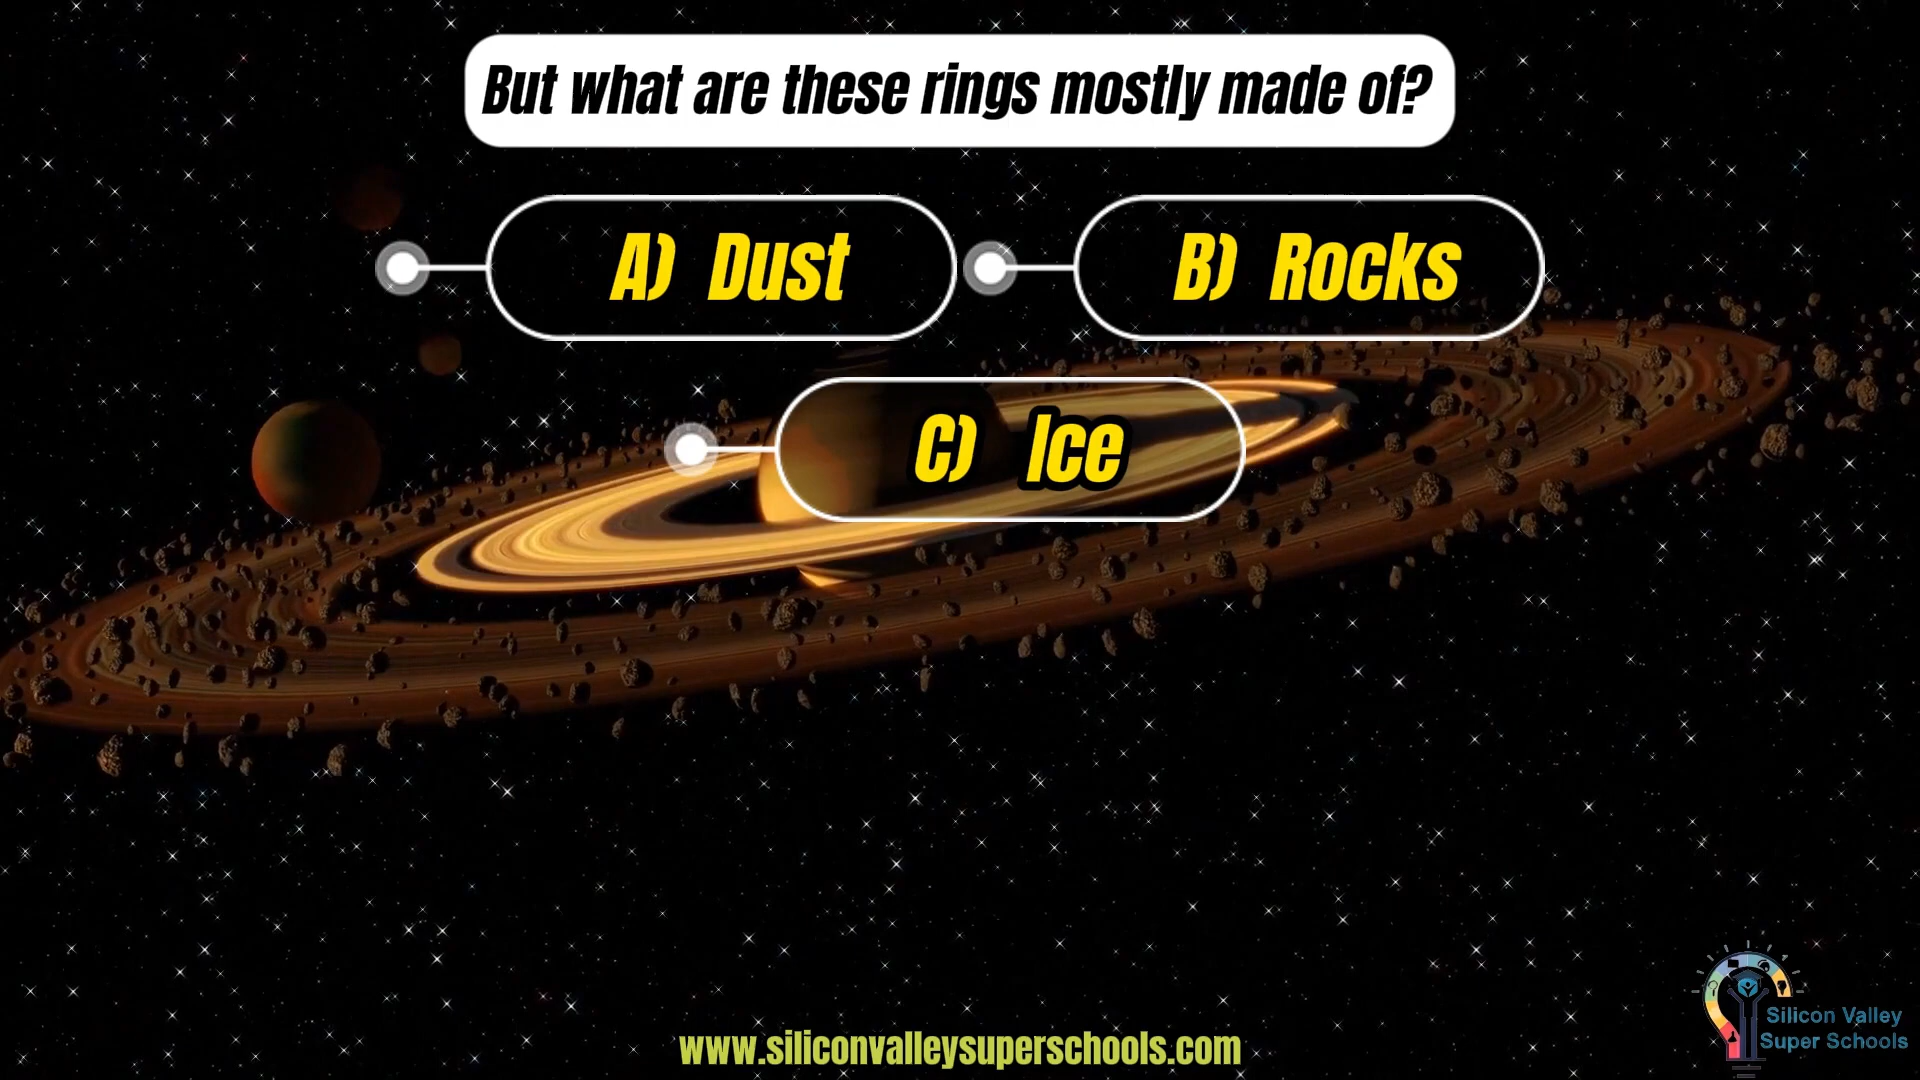 But what are these rings mostly made of?
A) Dust
B) Rocks
C) Ice
www.siliconvalleysuperschools.com
Silicon Valley
Super Schools